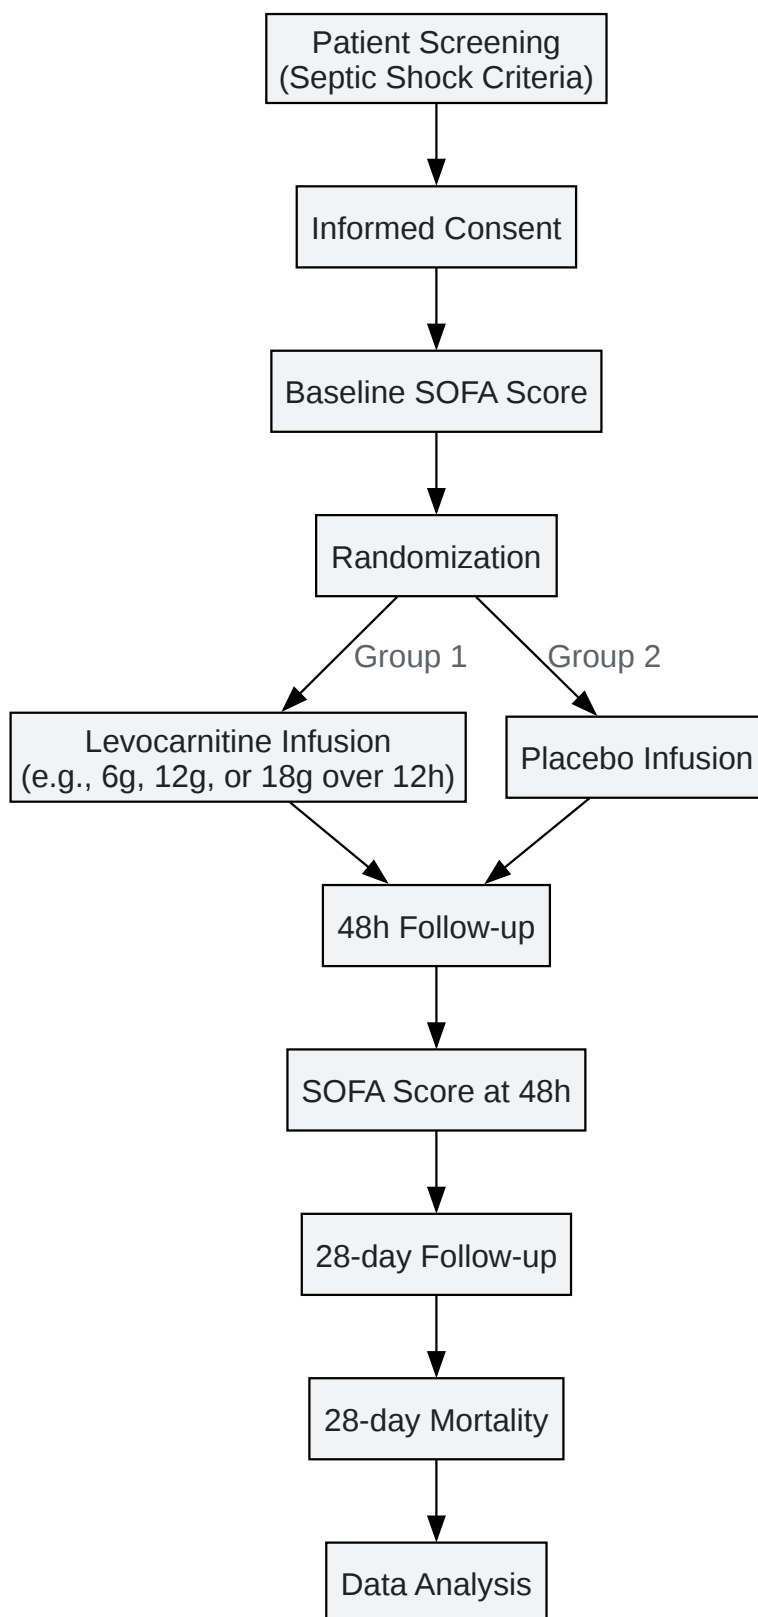 Patient Screening
(Septic Shock Criteria)
Informed Consent
Baseline SOFA Score
Randomization
Group 1
Group 2
Levocarnitine Infusion
(e.g., 6g, 12g, or 18g over 12h)
Placebo Infusion
48h Follow-up
SOFA Score at 48h
28-day Follow-up
28-day Mortality
Data Analysis